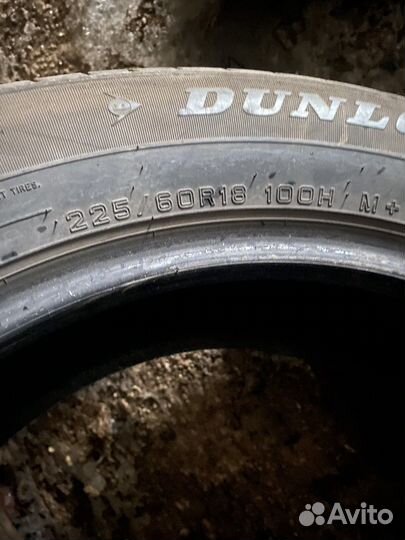 DUNLO
T TIRES.
225/60R18 100H M+
Avito